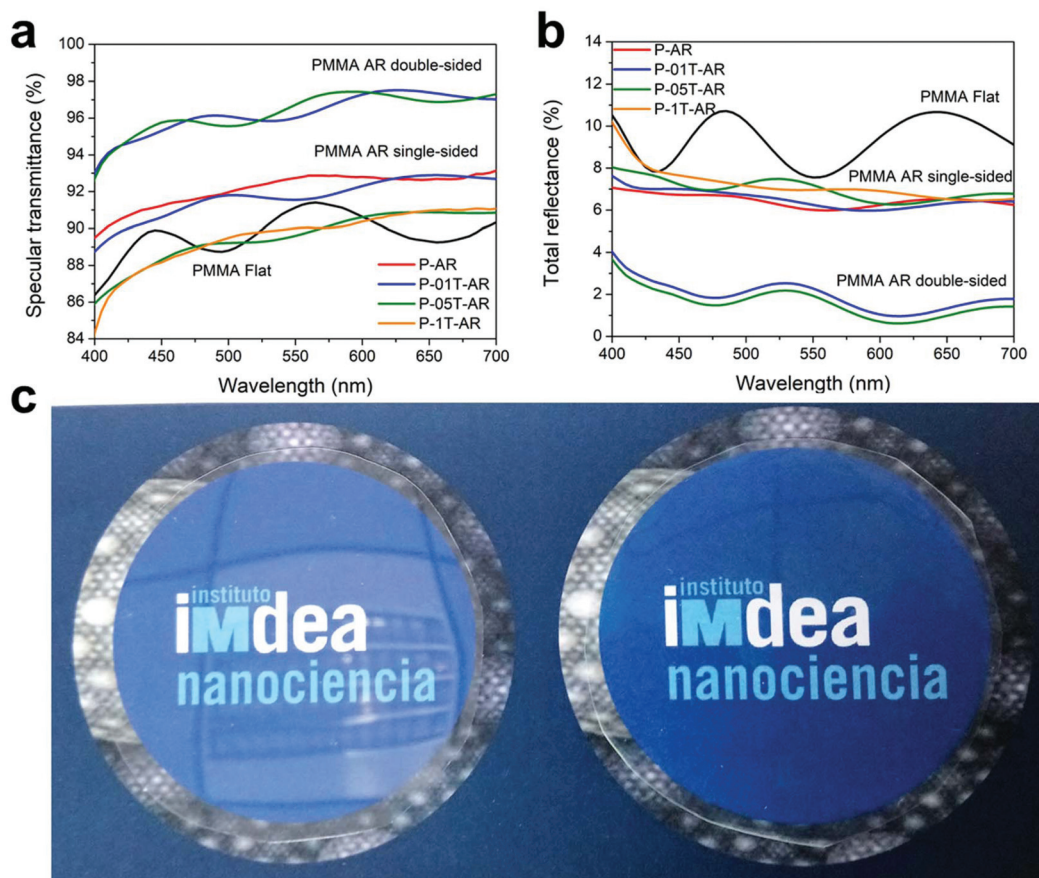 a
100
98
96
94
92
90
88
86
84
Specular transmittance (%)
PMMA AR double-sided
PMMA AR single-sided
PMMA Flat
P-AR
P-01T-AR
P-05T-AR
P-1T-AR
400 450 500 550 600 650 700
Wavelength (nm)
b
14
12
10
8
6
4
2
0
Total reflectance (%)
P-AR
P-01T-AR
P-05T-AR
P-1T-AR
PMMA Flat
PMMA AR single-sided
PMMA AR double-sided
400 450 500 550 600 650 700
Wavelength (nm)
c
instituto
iMdea
nanociencia
instituto
iMdea
nanociencia